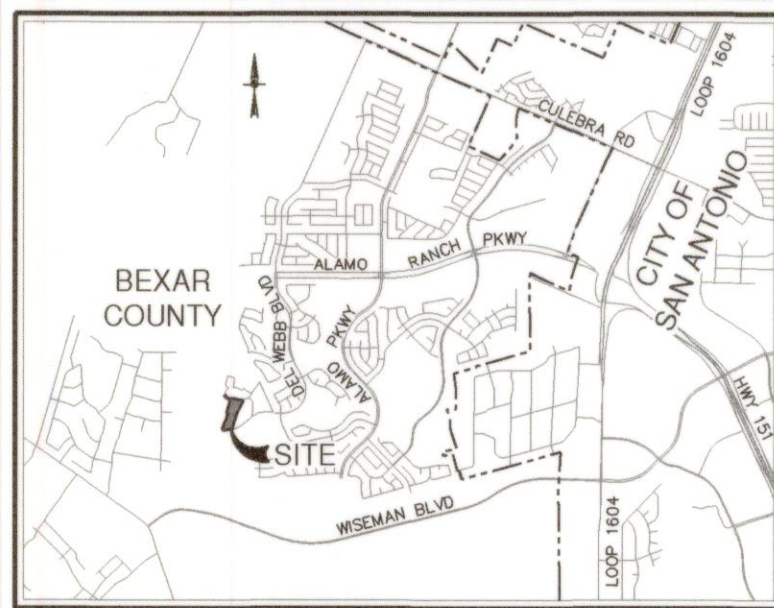 LOOP 1604
CULEBRA RD
CITY OF
SAN ANTONIO
ALAMO RANCH PKWY
BEXAR
COUNTY
DEL WEBB BLVD
ALAMO PKWY
HWY 151
SITE
WISEMAN BLVD
LOOP 1604